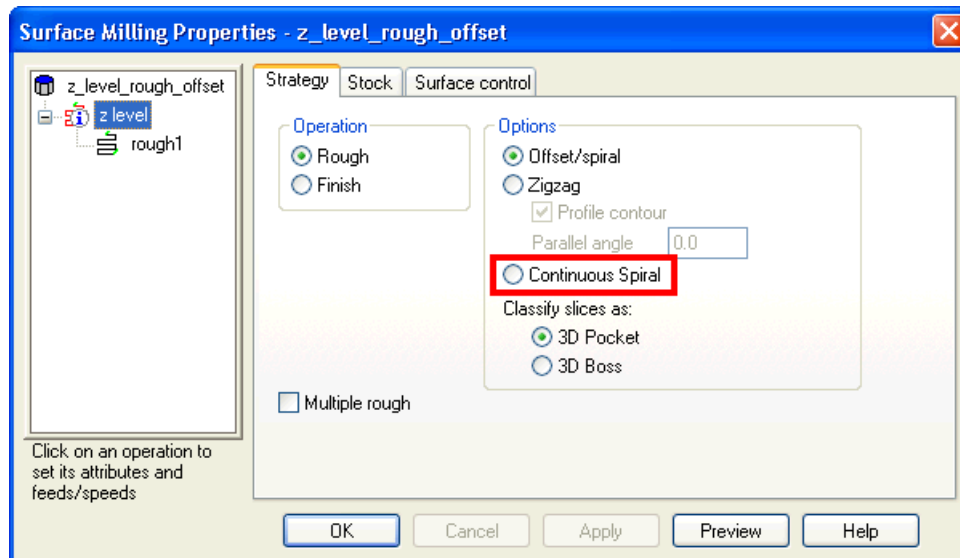 Surface Milling Properties - z_level_rough_offset
z_level_rough_offset
z level
rough1
Click on an operation to
set its attributes and
feeds/speeds
Strategy
Stock
Surface control
Operation
Rough
Finish
Options
Offset/spiral
Zigzag
Profile contour
Parallel angle 0.0
Continuous Spiral
Classify slices as:
3D Pocket
3D Boss
Multiple rough
OK
Cancel
Apply
Preview
Help